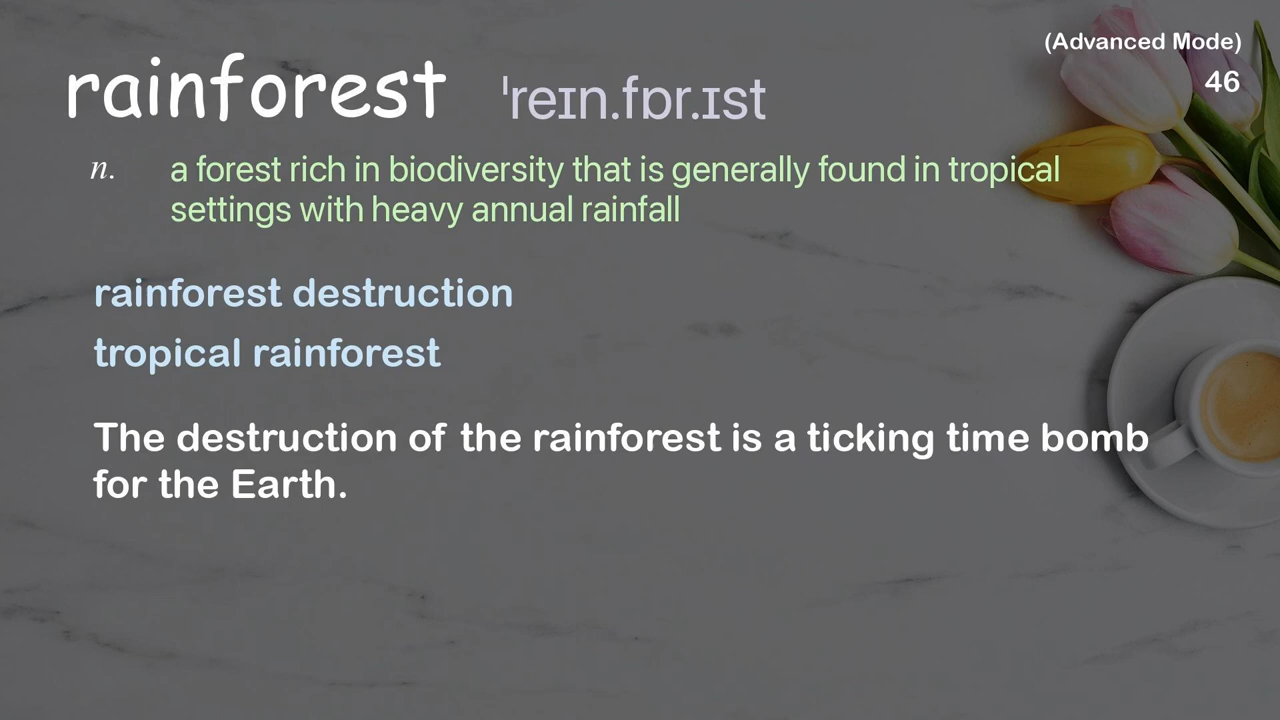 (Advanced Mode)
rainforest ˈreɪn.fɒr.ɪst
46
n. a forest rich in biodiversity that is generally found in tropical
settings with heavy annual rainfall
rainforest destruction
tropical rainforest
The destruction of the rainforest is a ticking time bomb
for the Earth.